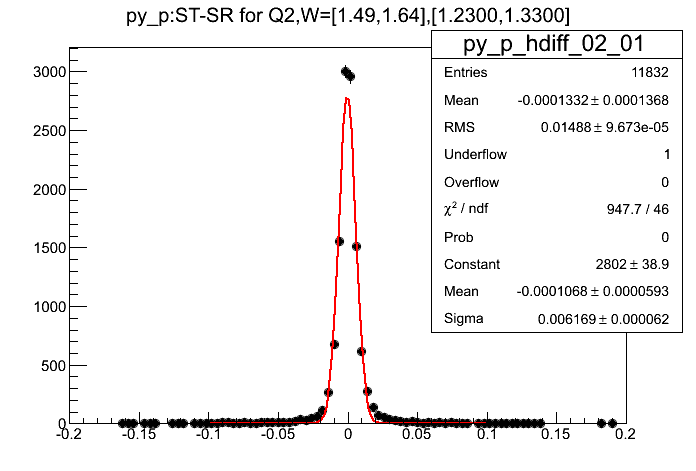 py_p:ST-SR for Q2,W=[1.49,1.64],[1.2300,1.3300]
py_p_hdiff_02_01
Entries 11832
Mean -0.0001332 ± 0.0001368
RMS 0.01488 ± 9.673e-05
Underflow 1
Overflow 0
χ² / ndf 947.7 / 46
Prob 0
Constant 2802 ± 38.9
Mean -0.0001068 ± 0.0000593
Sigma 0.006169 ± 0.000062
3000
2500
2000
1500
1000
500
0
-0.2 -0.15 -0.1 -0.05 0 0.05 0.1 0.15 0.2